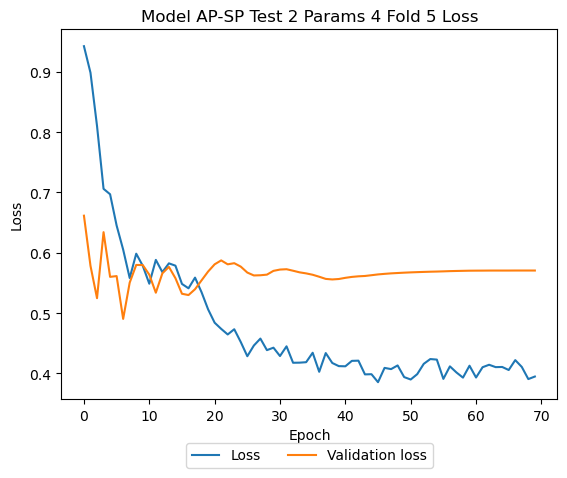 Model AP-SP Test 2 Params 4 Fold 5 Loss
Loss
0.9
0.8
0.7
0.6
0.5
0.4
0 10 20 30 40 50 60 70
Epoch
Loss Validation loss